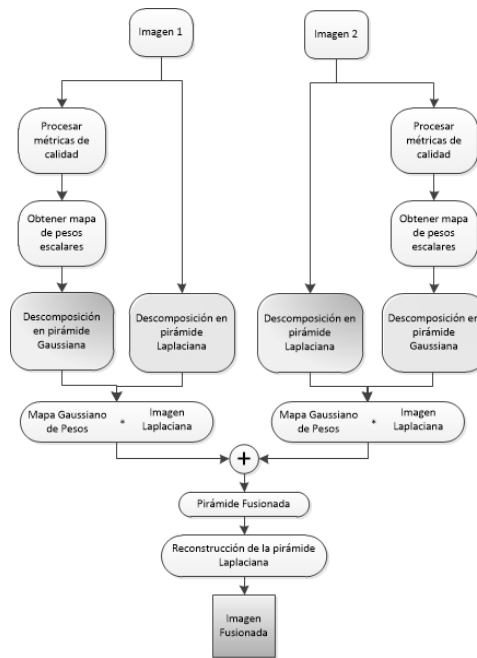 Imagen 1
Imagen 2
Procesar
métricas de
calidad
Procesar
métricas de
calidad
Obtener mapa
de pesos
escalares
Obtener mapa
de pesos
escalares
Descomposición
en pirámide
Gaussiana
Descomposición en
pirámide
Laplaciana
Descomposición en
pirámide
Laplaciana
Descomposición en
pirámide
Gaussiana
Mapa Gaussiano
de Pesos
*
Imagen
Laplaciana
Mapa Gaussiano
de Pesos
*
Imagen
Laplaciana
+
Pirámide Fusionada
Reconstrucción de la pirámide
Laplaciana
Imagen
Fusionada